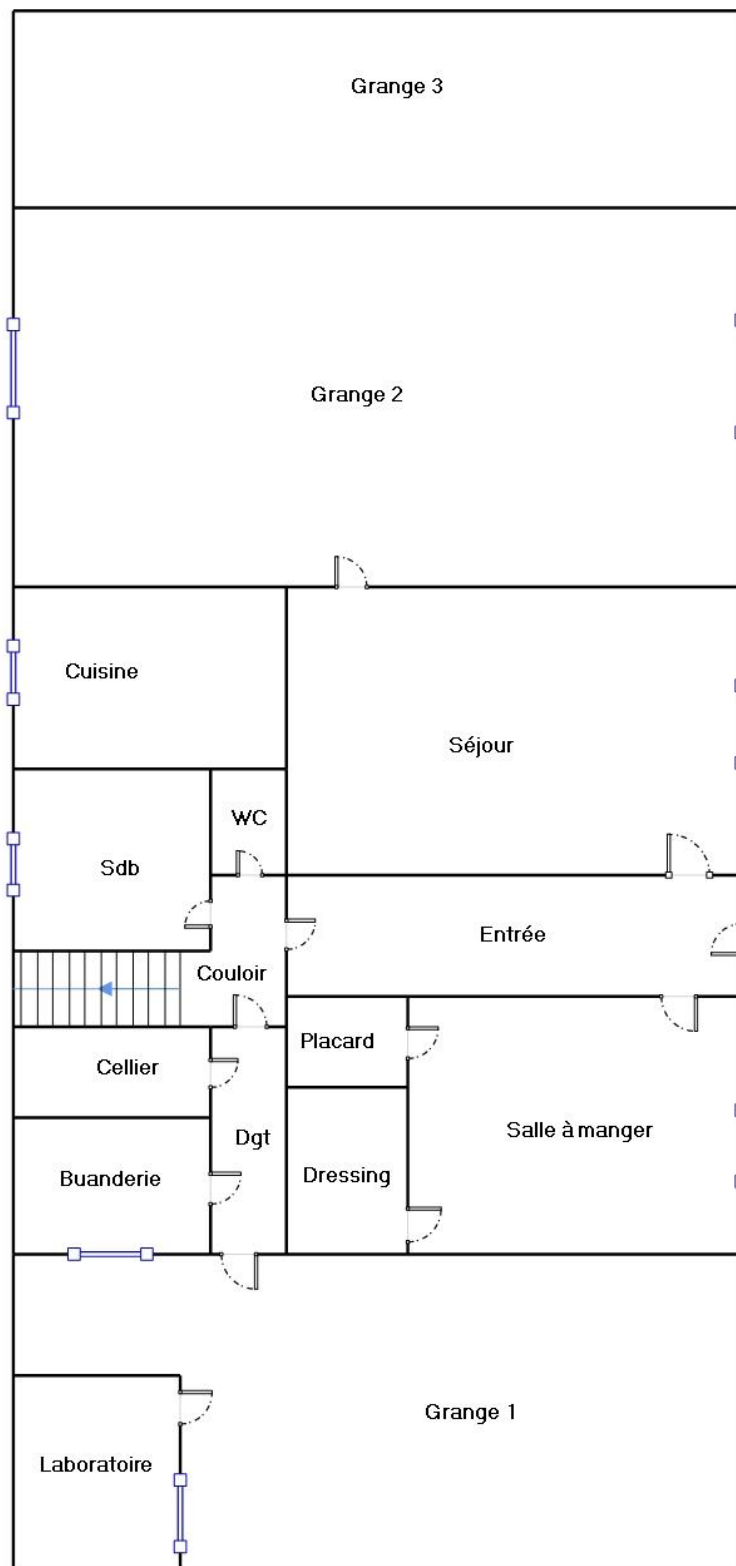 Grange 3
Grange 2
Cuisine
Séjour
WC
Sdb
Entrée
Couloir
Placard
Cellier
Salle à manger
Dgt
Dressing
Buanderie
Grange 1
Laboratoire